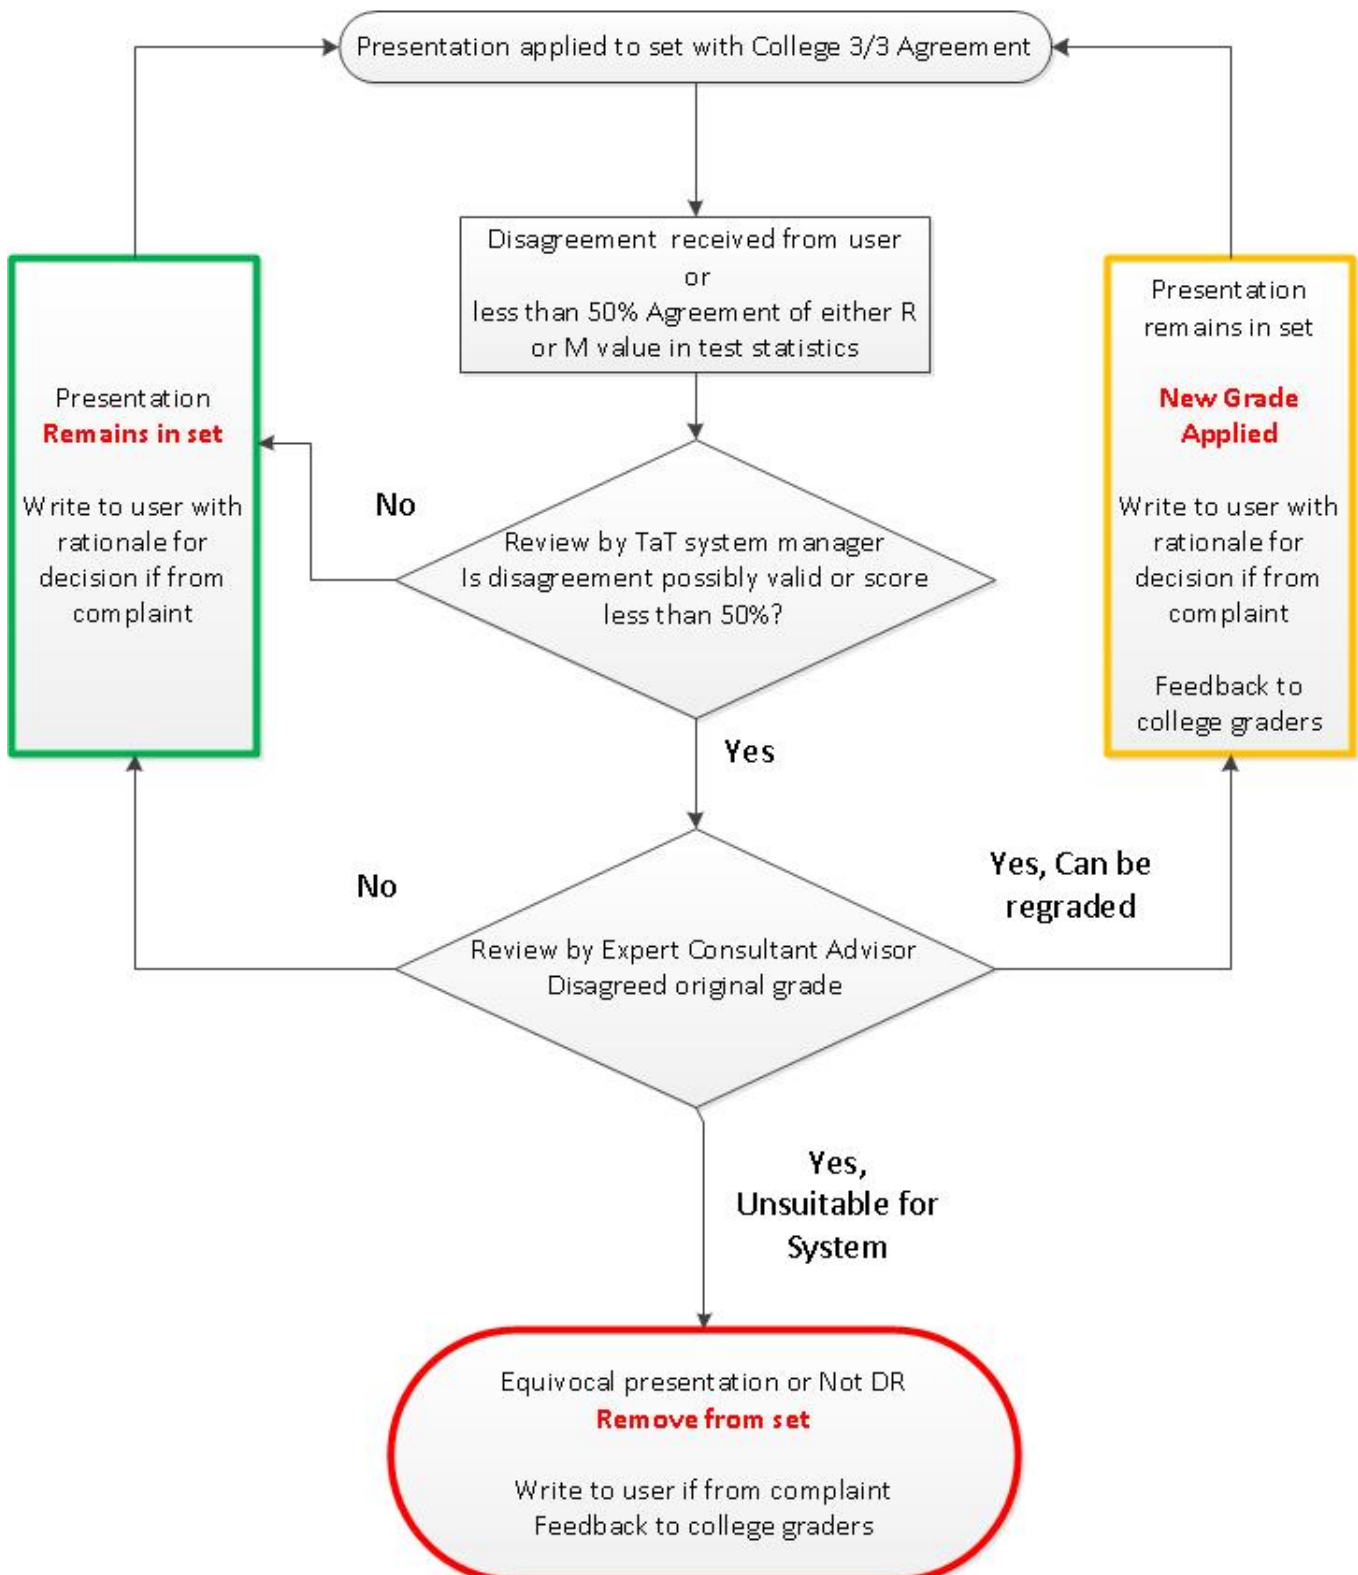 Presentation applied to set with College 3/3 Agreement
Disagreement received from user
or
less than 50% Agreement of either R
or M value in test statistics
Presentation
Remains in set
Write to user with
rationale for
decision if from
complaint
Presentation
remains in set
New Grade
Applied
Write to user with
rationale for
decision if from
complaint
Feedback to
college graders
No
Review by TaT system manager
Is disagreement possibly valid or score
less than 50%?
Yes
No
Yes, Can be
regraded
Review by Expert Consultant Advisor
Disagreed original grade
Yes,
Unsuitable for
System
Equivocal presentation or Not DR
Remove from set
Write to user if from complaint
Feedback to college graders